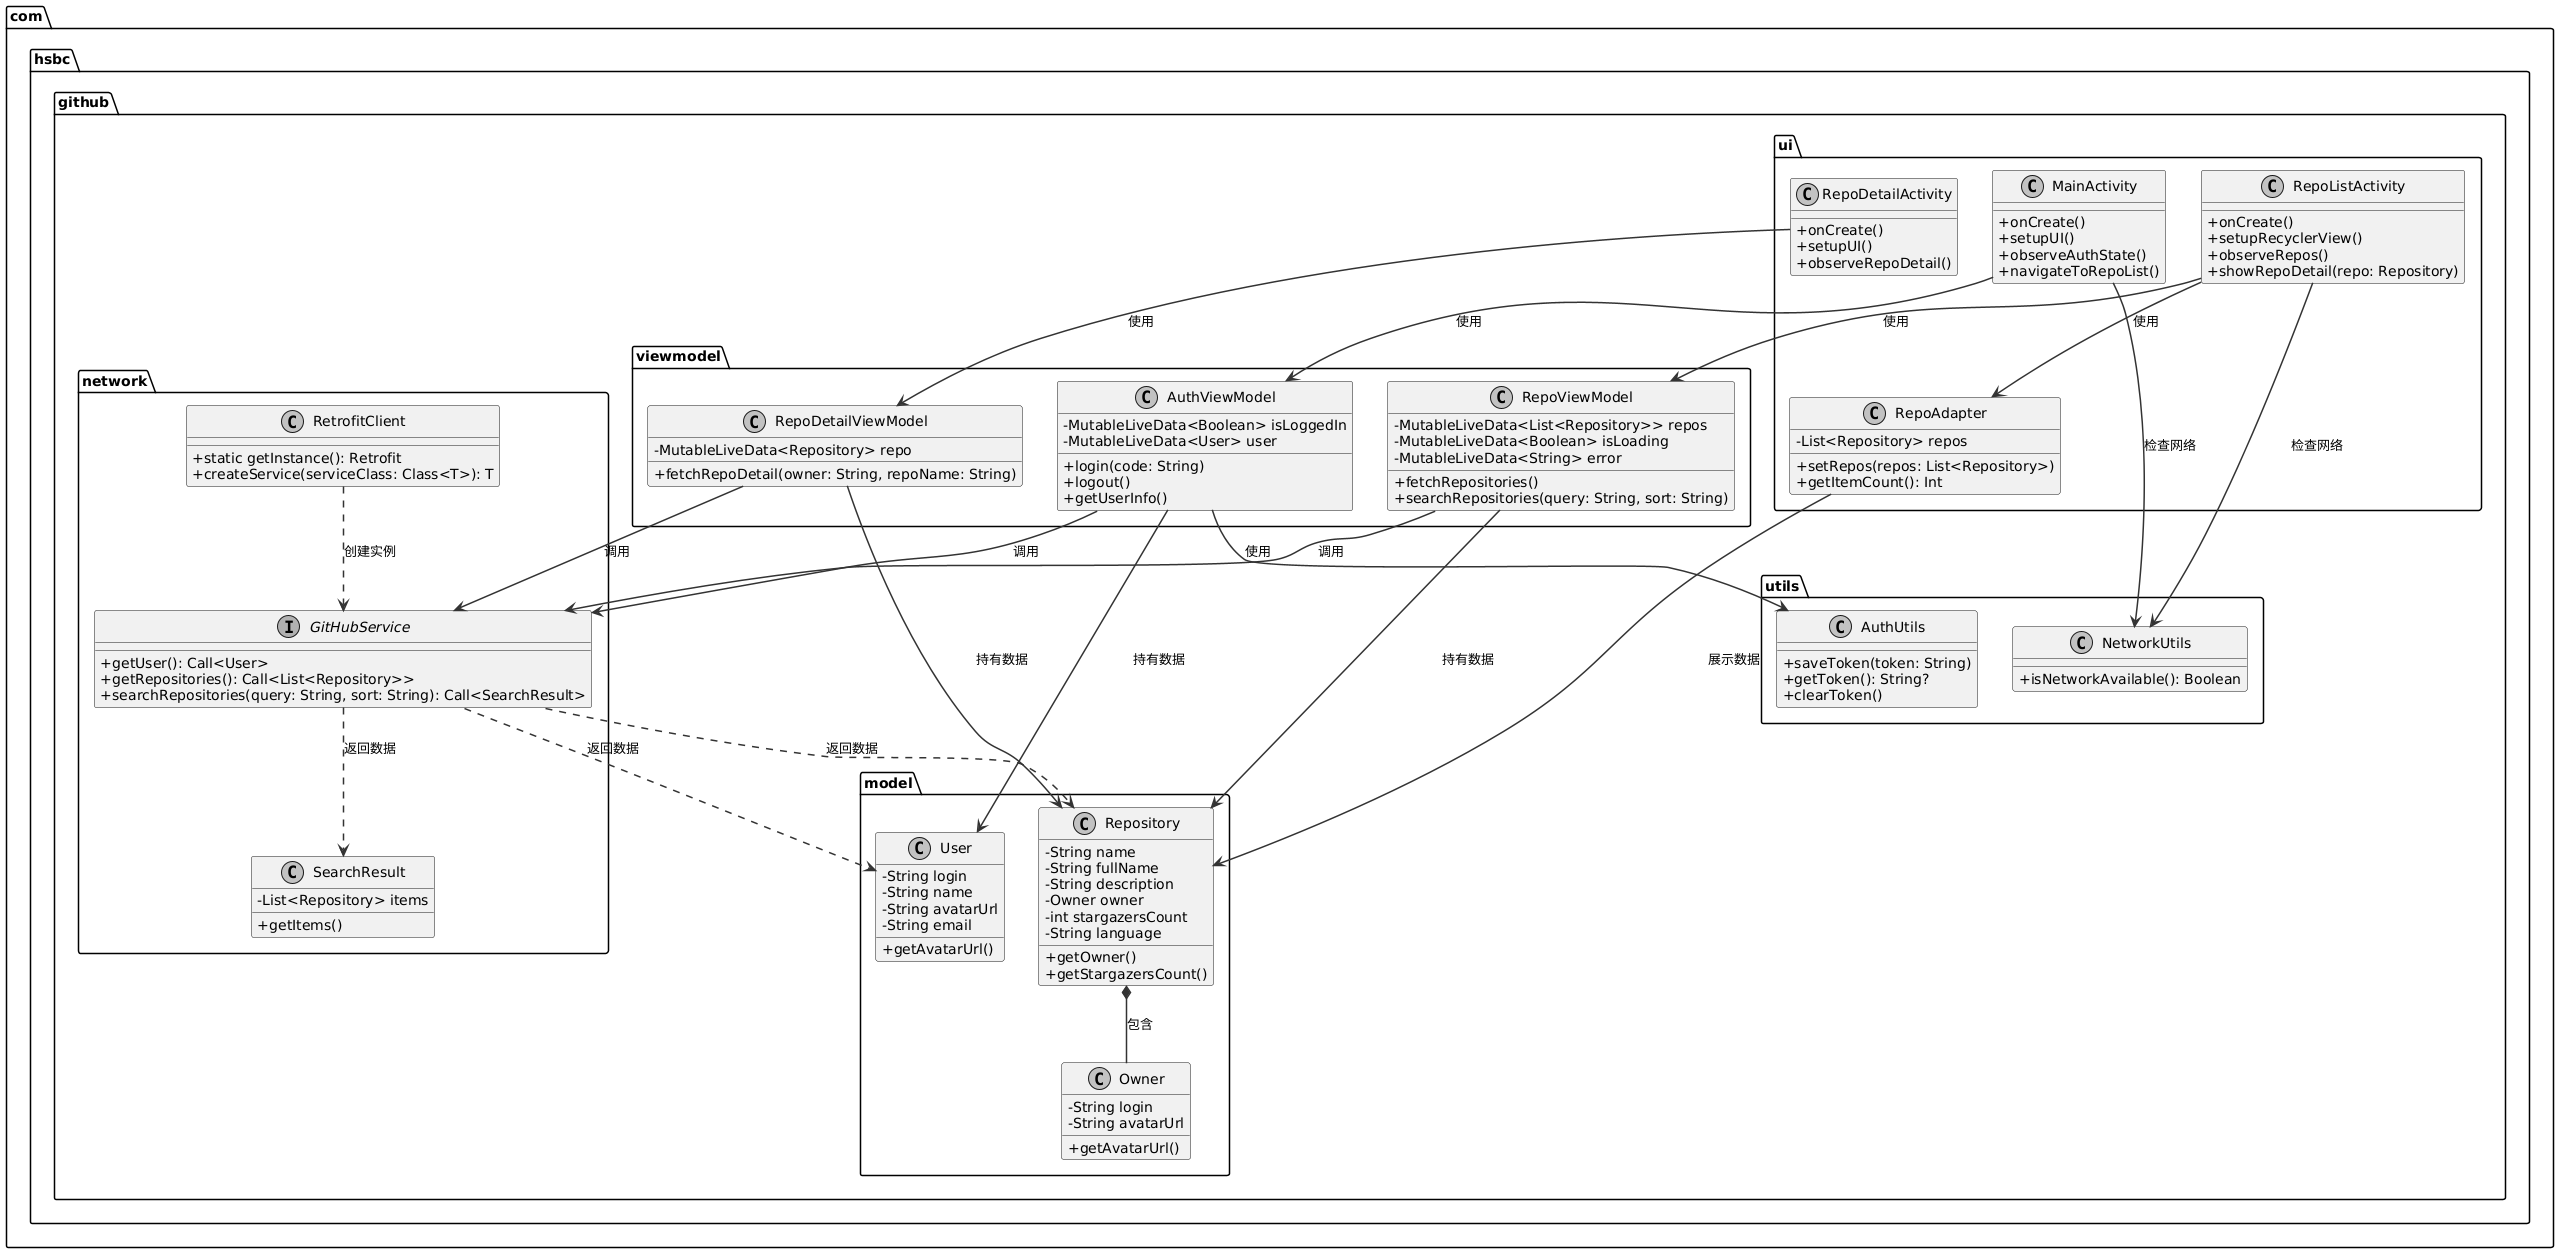 com
hsbc
github
ui
C RepoDetailActivity
+onCreate()
+setupUI()
+observeRepoDetail()
C MainActivity
+onCreate()
+setupUI()
+observeAuthState()
+navigateToRepoList()
C RepoListActivity
+onCreate()
+setupRecyclerView()
+observeRepos()
+showRepoDetail(repo: Repository)
使用
使用
使用
使用
viewmodel
C RepoDetailViewModel
-MutableLiveData<Repository> repo
+fetchRepoDetail(owner: String, repoName: String)
C AuthViewModel
-MutableLiveData<Boolean> isLoggedIn
-MutableLiveData<User> user
+login(code: String)
+logout()
+getUserInfo()
C RepoViewModel
-MutableLiveData<List<Repository>> repos
-MutableLiveData<Boolean> isLoading
-MutableLiveData<String> error
+fetchRepositories()
+searchRepositories(query: String, sort: String)
C RepoAdapter
-List<Repository> repos
+setRepos(repos: List<Repository>)
+getItemCount(): Int
检查网络
检查网络
network
C RetrofitClient
+static getInstance(): Retrofit
+createService(serviceClass: Class<T>): T
创建实例
调用
调用
使用
调用
I GitHubService
+getUser(): Call<User>
+getRepositories(): Call<List<Repository>>
+searchRepositories(query: String, sort: String): Call<SearchResult>
utils
C AuthUtils
+saveToken(token: String)
+getToken(): String?
+clearToken()
C NetworkUtils
+isNetworkAvailable(): Boolean
持有数据
持有数据
持有数据
展示数据
返回数据
返回数据
返回数据
C SearchResult
-List<Repository> items
+getItems()
model
C User
-String login
-String name
-String avatarUrl
-String email
+getAvatarUrl()
C Repository
-String name
-String fullName
-String description
-Owner owner
-int stargazersCount
-String language
+getOwner()
+getStargazersCount()
包含
C Owner
-String login
-String avatarUrl
+getAvatarUrl()